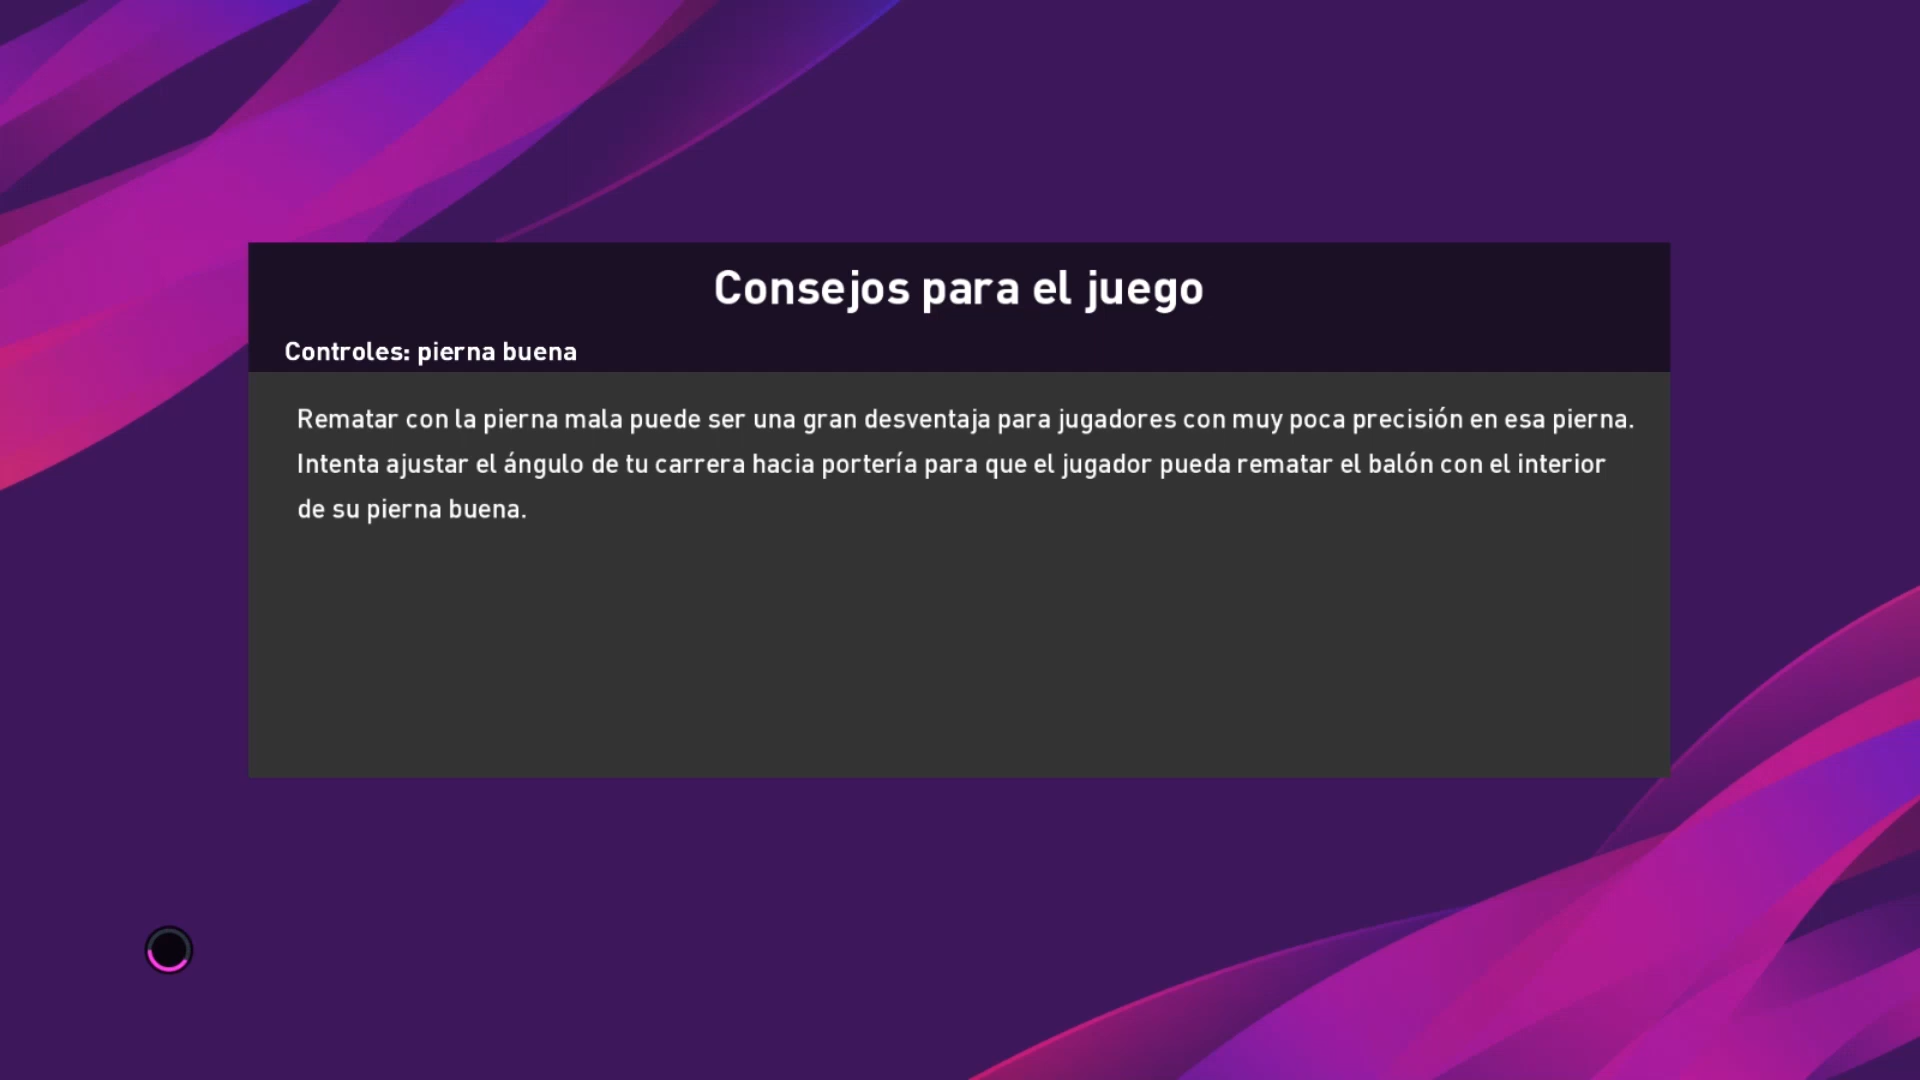 Consejos para el juego
Controles: pierna buena
Rematar con la pierna mala puede ser una gran desventaja para jugadores con muy poca precisión en esa pierna.
Intenta ajustar el ángulo de tu carrera hacia portería para que el jugador pueda rematar el balón con el interior
de su pierna buena.